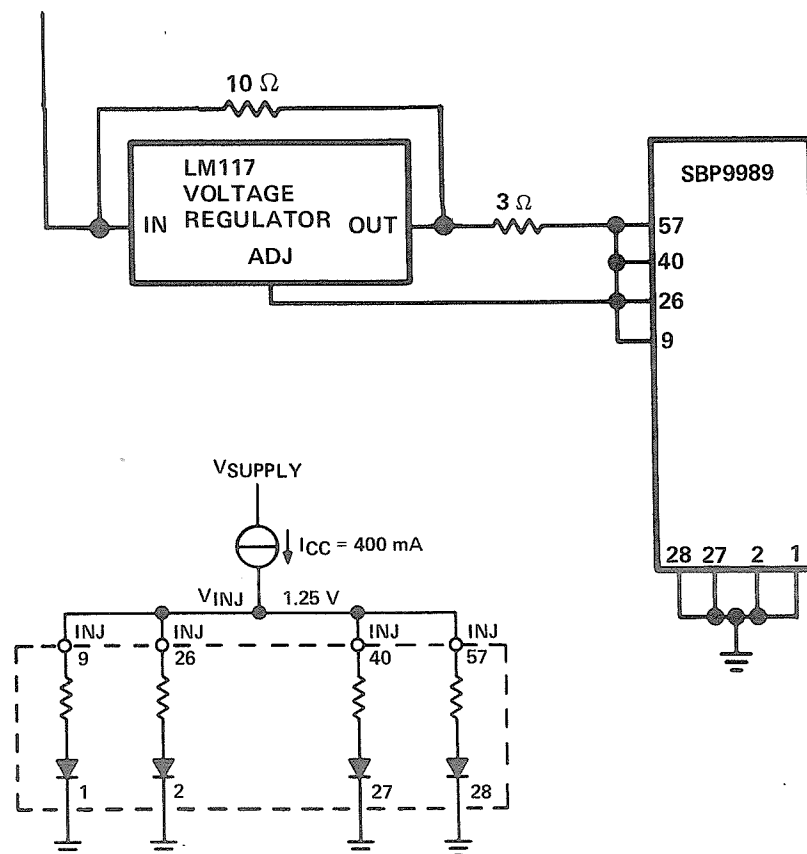 10 Ω
LM117
VOLTAGE
REGULATOR
IN
OUT
ADJ
3 Ω
SBP9989
57
40
26
9
28 27 2 1
VSUPPLY
ICC = 400 mA
VINJ 1.25 V
INJ INJ INJ INJ
9 26 40 57
1 2 27 28